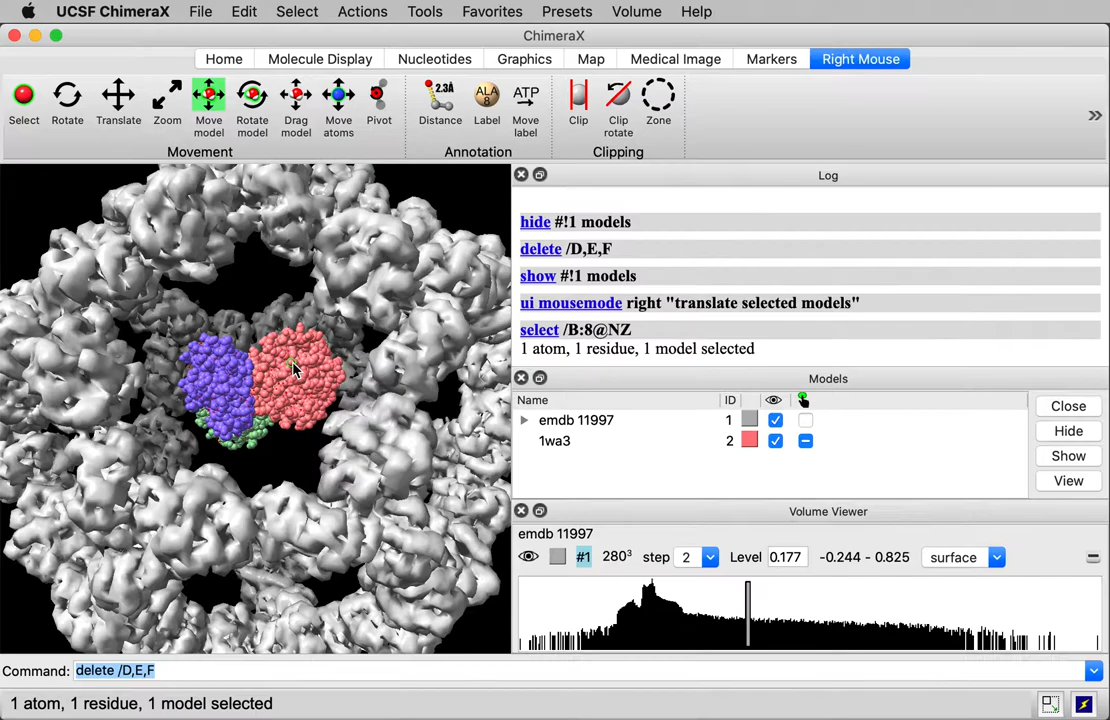 UCSF ChimeraX File Edit Select Actions Tools Favorites Presets Volume Help
ChimeraX
Home Molecule Display Nucleotides Graphics Map Medical Image Markers Right Mouse
2.3Å ALA 8 ATP
Select Rotate Translate Zoom Move model Rotate model Drag model Move atoms Pivot Distance Label Move label Clip Clip rotate Zone
Movement Annotation Clipping
Log
hide #!1 models
delete /D,E,F
show #!1 models
ui mousemode right "translate selected models"
select /B:8@NZ
1 atom, 1 residue, 1 model selected
Models
Name ID
emdb 11997 1
1wa3 2
Close
Hide
Show
View
Volume Viewer
emdb 11997
#1 280³ step 2 Level 0.177 -0.244 - 0.825 surface
Command: delete /D,E,F
1 atom, 1 residue, 1 model selected